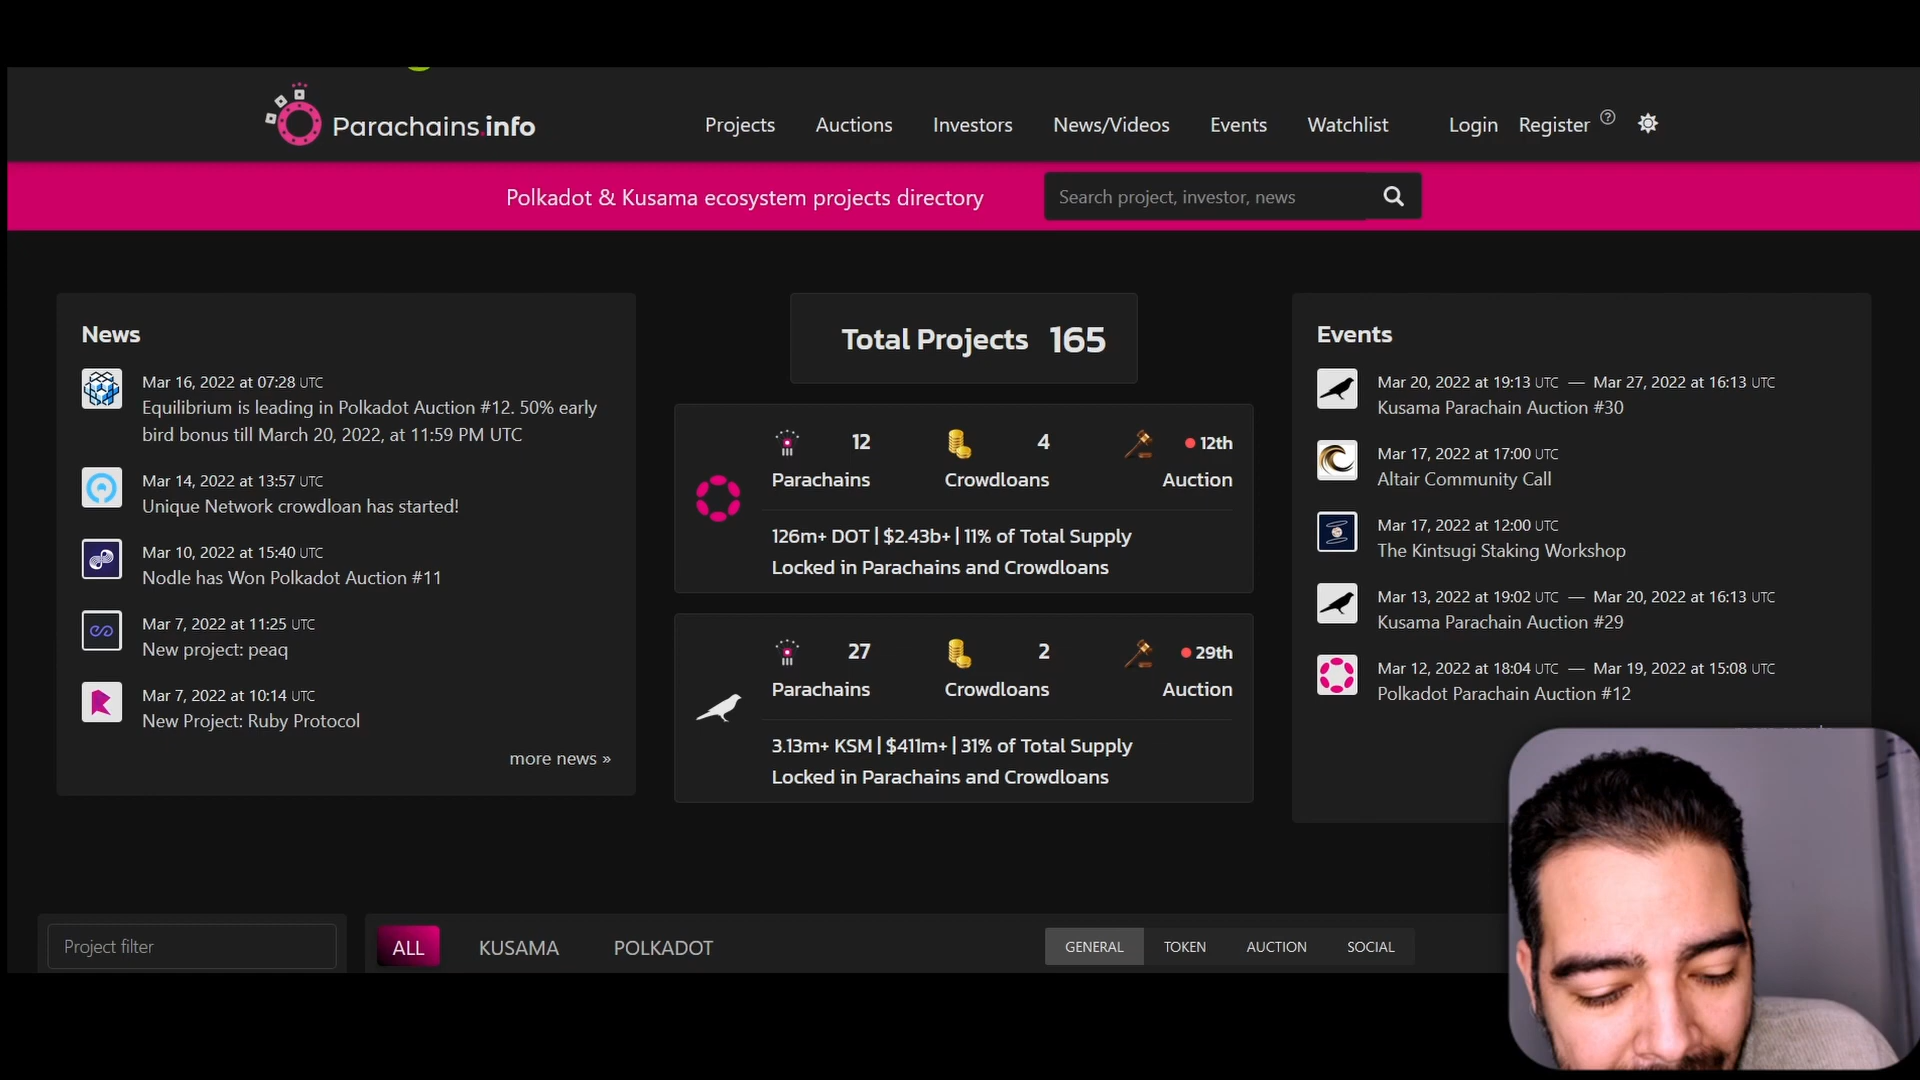 Parachains.info
Projects
Auctions
Investors
News/Videos
Events
Watchlist
Login
Register
?
Polkadot & Kusama ecosystem projects directory
Search project, investor, news
News
Mar 16, 2022 at 07:28 UTC
Equilibrium is leading in Polkadot Auction #12. 50% early
bird bonus till March 20, 2022, at 11:59 PM UTC
Mar 14, 2022 at 13:57 UTC
Unique Network crowdloan has started!
Mar 10, 2022 at 15:40 UTC
Nodle has Won Polkadot Auction #11
Mar 7, 2022 at 11:25 UTC
New project: peaq
Mar 7, 2022 at 10:14 UTC
New Project: Ruby Protocol
more news »
Total Projects 165
12
Parachains
4
Crowdloans
12th
Auction
126m+ DOT | $2.43b+ | 11% of Total Supply
Locked in Parachains and Crowdloans
27
Parachains
2
Crowdloans
29th
Auction
3.13m+ KSM | $411m+ | 31% of Total Supply
Locked in Parachains and Crowdloans
Events
Mar 20, 2022 at 19:13 UTC — Mar 27, 2022 at 16:13 UTC
Kusama Parachain Auction #30
Mar 17, 2022 at 17:00 UTC
Altair Community Call
Mar 17, 2022 at 12:00 UTC
The Kintsugi Staking Workshop
Mar 13, 2022 at 19:02 UTC — Mar 20, 2022 at 16:13 UTC
Kusama Parachain Auction #29
Mar 12, 2022 at 18:04 UTC — Mar 19, 2022 at 15:08 UTC
Polkadot Parachain Auction #12
Project filter
ALL
KUSAMA
POLKADOT
GENERAL
TOKEN
AUCTION
SOCIAL